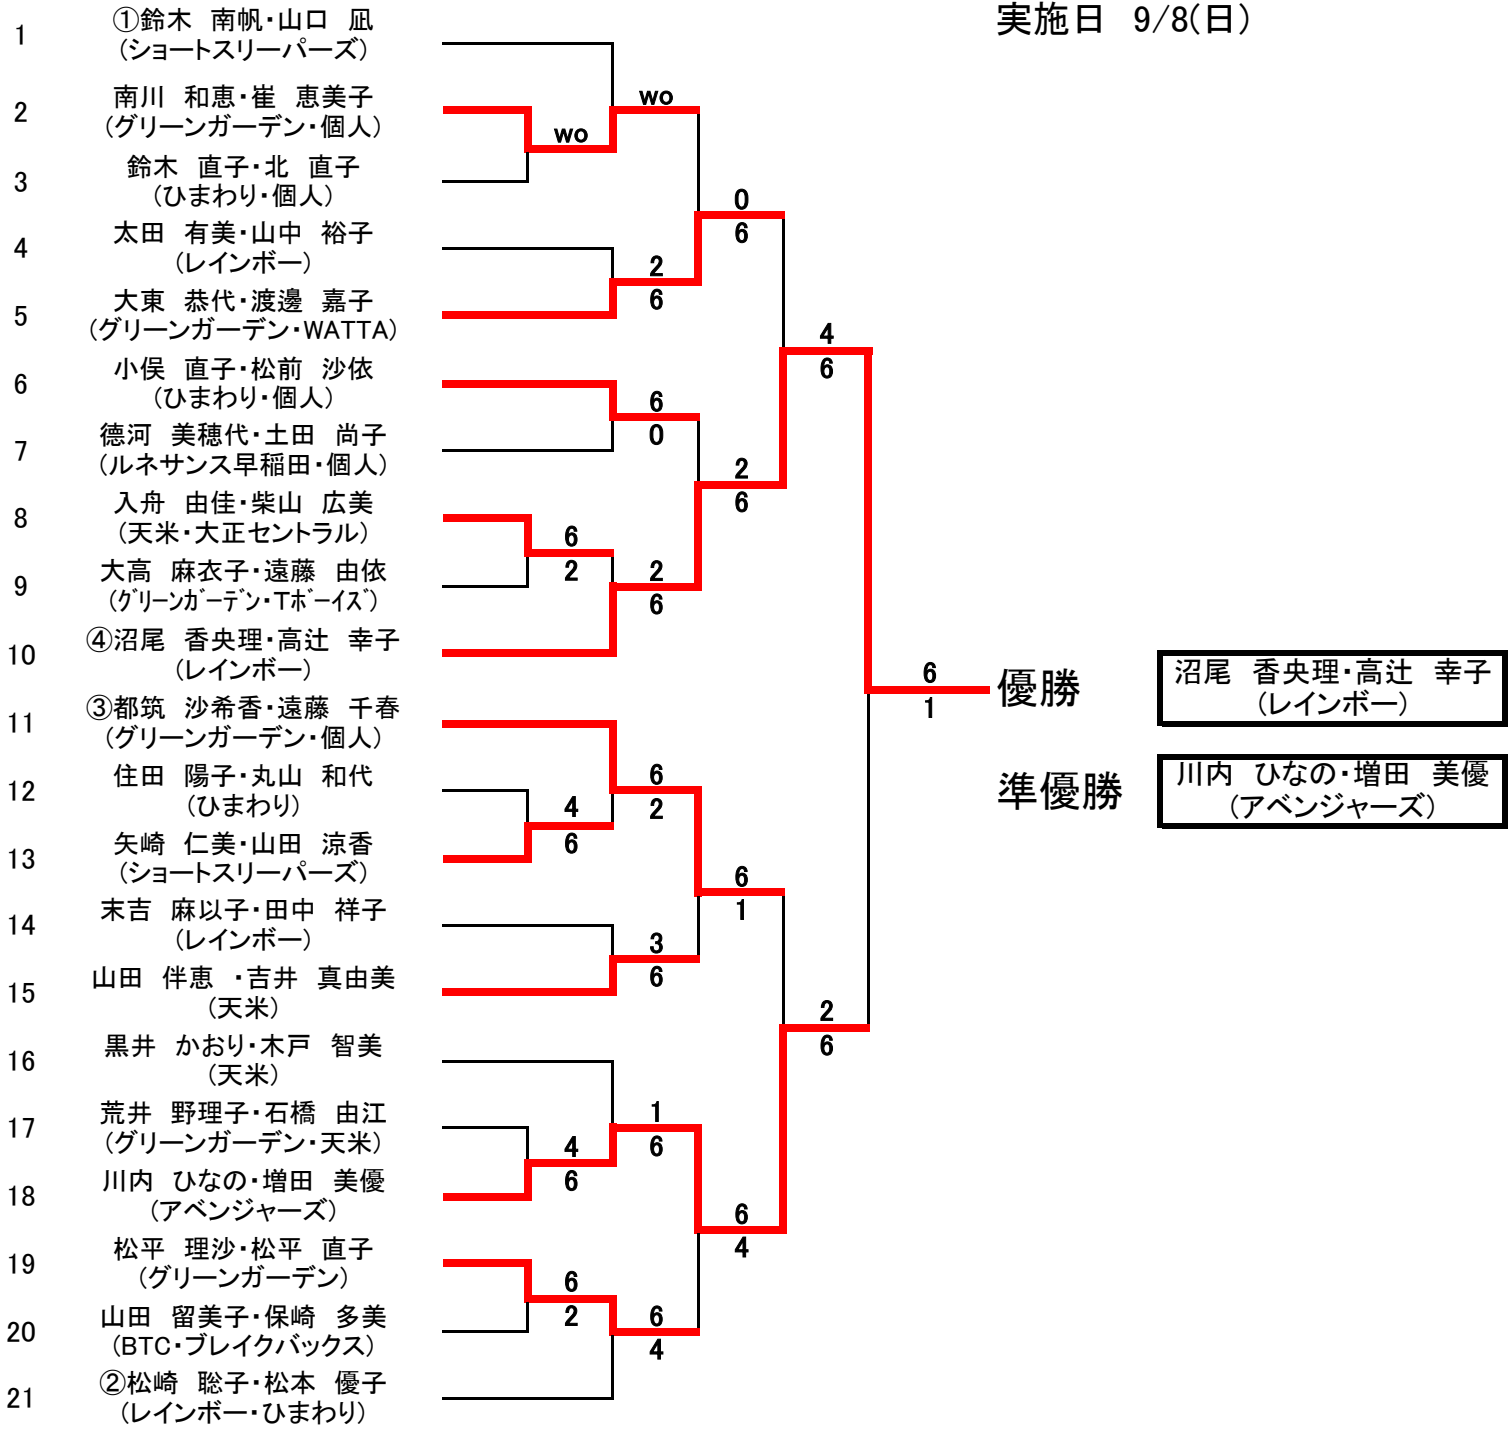 実施日 9/8(日)
1
①鈴木 南帆・山口 凪
(ショートスリーパーズ)
2
南川 和恵・崔 恵美子
(グリーンガーデン・個人)
3
鈴木 直子・北 直子
(ひまわり・個人)
4
太田 有美・山中 裕子
(レインボー)
5
大東 恭代・渡邊 嘉子
(グリーンガーデン・WATTA)
6
小俣 直子・松前 沙依
(ひまわり・個人)
7
德河 美穂代・土田 尚子
(ルネサンス早稲田・個人)
8
入舟 由佳・柴山 広美
(天米・大正セントラル)
9
大高 麻衣子・遠藤 由依
(グリーンガーデン・Tボーイズ)
10
④沼尾 香央理・高辻 幸子
(レインボー)
11
③都筑 沙希香・遠藤 千春
(グリーンガーデン・個人)
12
住田 陽子・丸山 和代
(ひまわり)
13
矢崎 仁美・山田 涼香
(ショートスリーパーズ)
14
末吉 麻以子・田中 祥子
(レインボー)
15
山田 伴恵 ・吉井 真由美
(天米)
16
黒井 かおり・木戸 智美
(天米)
17
荒井 野理子・石橋 由江
(グリーンガーデン・天米)
18
川内 ひなの・増田 美優
(アベンジャーズ)
19
松平 理沙・松平 直子
(グリーンガーデン)
20
山田 留美子・保崎 多美
(BTC・ブレイクバックス)
21
②松崎 聡子・松本 優子
(レインボー・ひまわり)
wo
6
2
4
6
4
6
6
2
wo
2
6
6
0
2
6
6
2
3
6
1
6
6
4
0
6
2
6
6
1
6
4
4
6
2
6
6
1
優勝
沼尾 香央理・高辻 幸子
(レインボー)
準優勝
川内 ひなの・増田 美優
(アベンジャーズ)